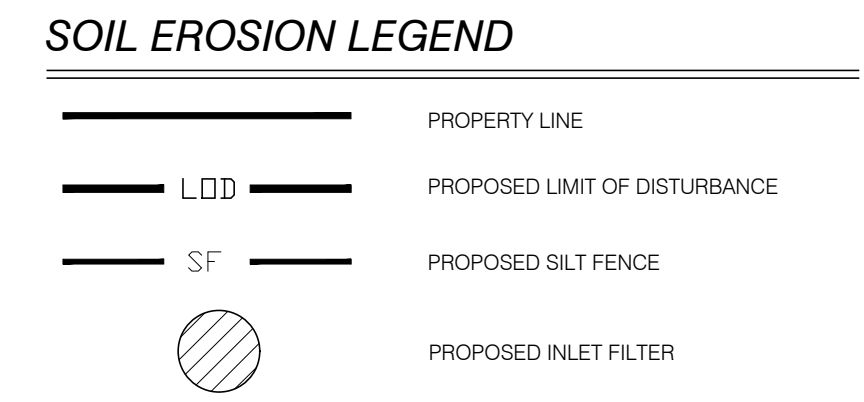 SOIL EROSION LEGEND
PROPERTY LINE
LOD PROPOSED LIMIT OF DISTURBANCE
SF PROPOSED SILT FENCE
PROPOSED INLET FILTER